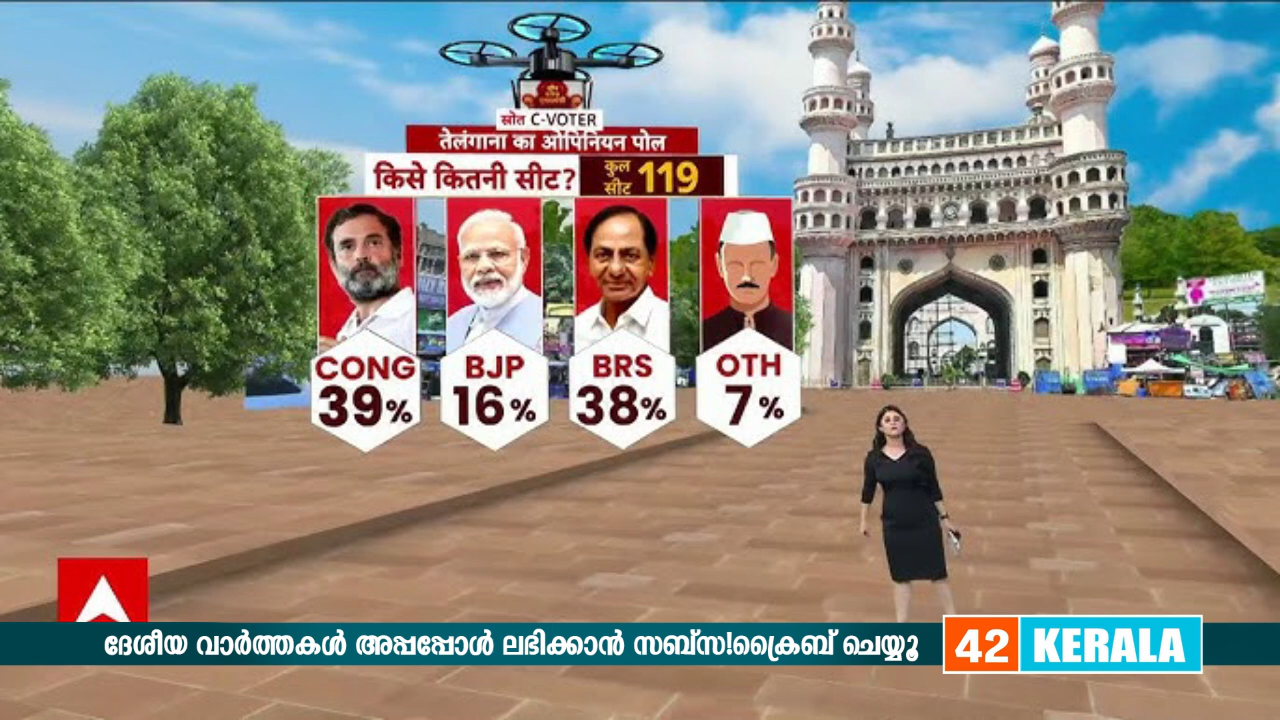 स्रोत C-VOTER
तेलंगाना का ओपिनियन पोल
किसे कितनी सीट?
कुल सीट 119
CONG 39%
BJP 16%
BRS 38%
OTH 7%
ദേശീയ വാർത്തകൾ അപ്പപ്പോൾ ലഭിക്കാൻ സബ്സ!ക്രൈബ് ചെയ്യൂ
42 KERALA